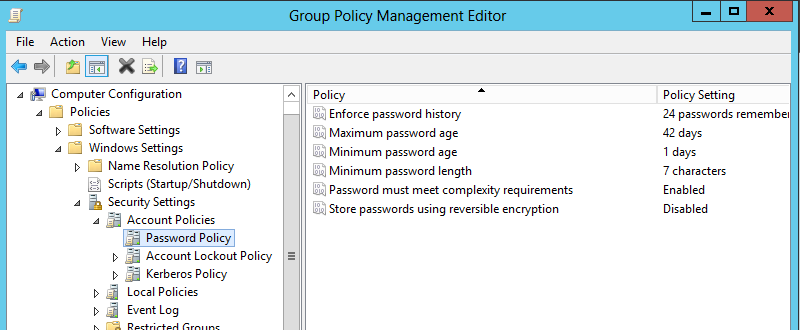 Group Policy Management Editor
File Action View Help
Computer Configuration
Policies
Software Settings
Windows Settings
Name Resolution Policy
Scripts (Startup/Shutdown)
Security Settings
Account Policies
Password Policy
Account Lockout Policy
Kerberos Policy
Local Policies
Event Log
Restricted Groups
Policy Policy Setting
Enforce password history 24 passwords remember
Maximum password age 42 days
Minimum password age 1 days
Minimum password length 7 characters
Password must meet complexity requirements Enabled
Store passwords using reversible encryption Disabled